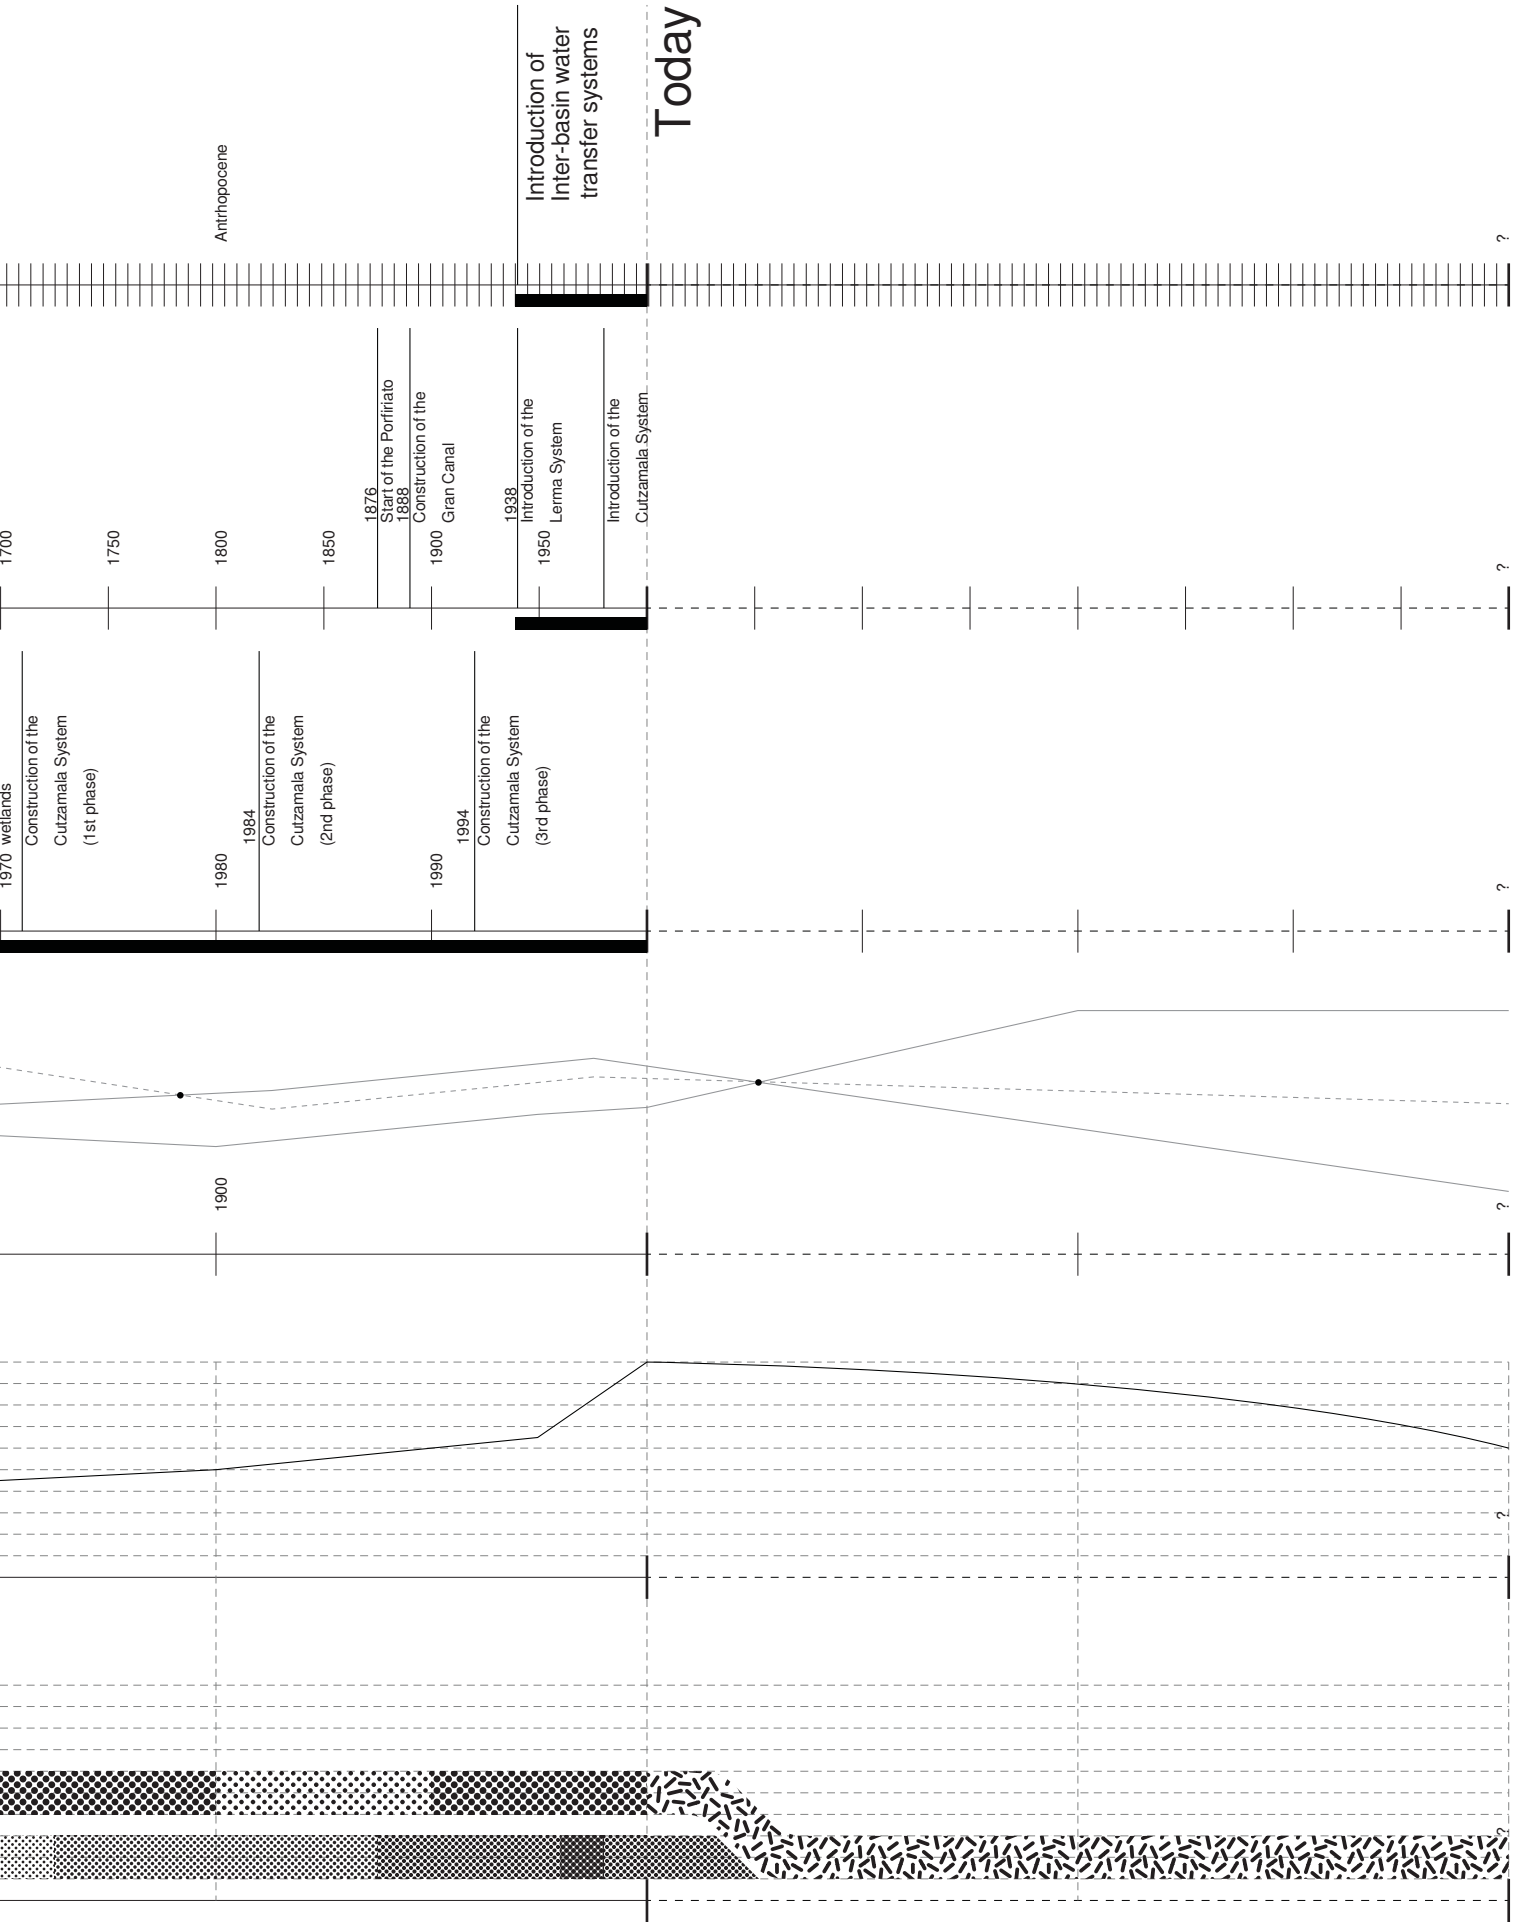 Today
Introduction of
Inter-basin water
transfer systems
Antrhopocene
?
1700
1750
1800
1850
1876
Start of the Porfiriato
1888
Construction of the
Gran Canal
1900
1938
Introduction of the
Lerma System
1950
Introduction of the
Cutzamala System
?
1970
wetlands
Construction of the
Cutzamala System
(1st phase)
1980
1984
Construction of the
Cutzamala System
(2nd phase)
1990
1994
Construction of the
Cutzamala System
(3rd phase)
?
1900
?
?
?